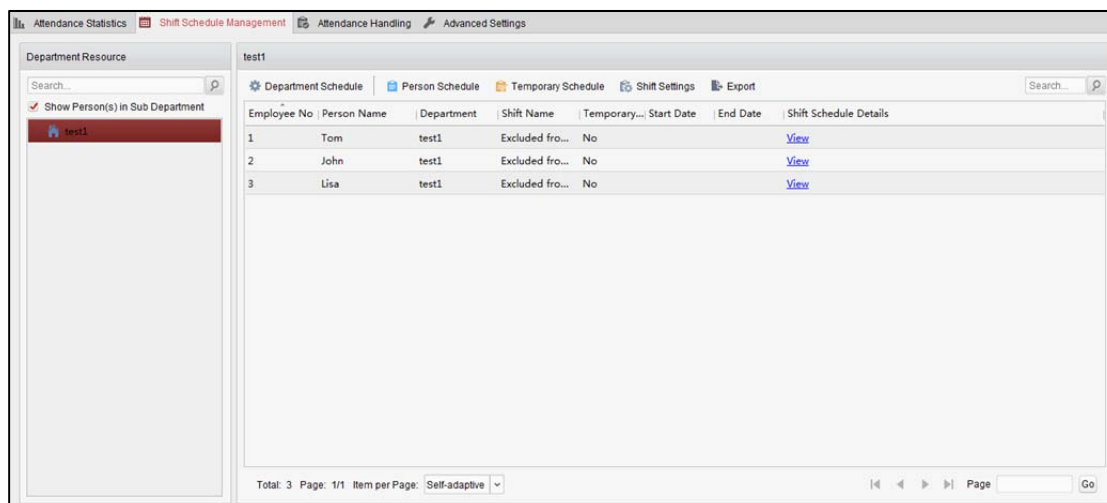 Attendance Statistics Shift Schedule Management Attendance Handling Advanced Settings
Department Resource
Search...
Show Person(s) in Sub Department
test1
test1
Department Schedule Person Schedule Temporary Schedule Shift Settings Export Search...
Employee No Person Name Department Shift Name Temporary... Start Date End Date Shift Schedule Details
1 Tom test1 Excluded fro... No View
2 John test1 Excluded fro... No View
3 Lisa test1 Excluded fro... No View
Total: 3 Page: 1/1 Item per Page: Self-adaptive Page Go